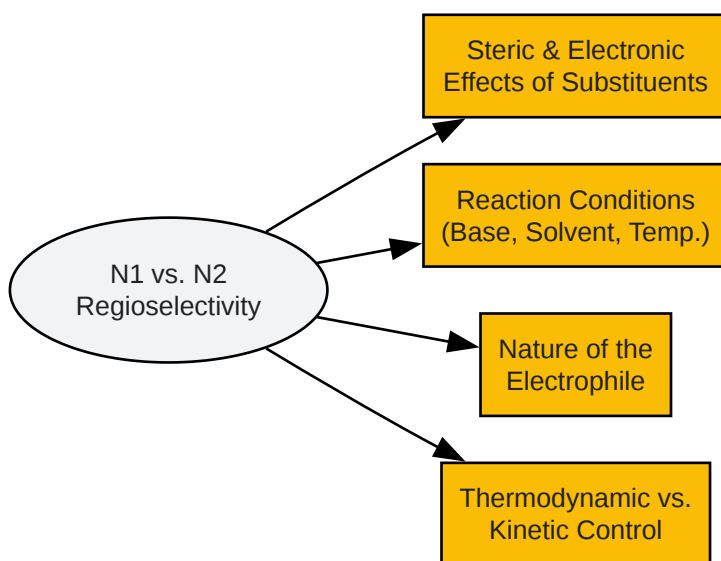 Steric & Electronic
Effects of Substituents
Reaction Conditions
(Base, Solvent, Temp.)
N1 vs. N2
Regioselectivity
Nature of the
Electrophile
Thermodynamic vs.
Kinetic Control